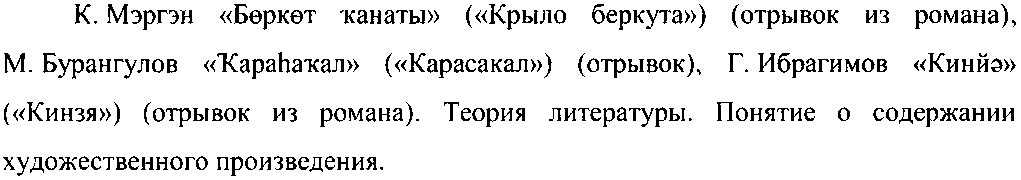 К. Мэргэн «Бөркөт ҡанаты» («Крыло беркута») (отрывок из романа),
М. Бурангулов «Ҡараһаҡал» («Карасакал») (отрывок), Г. Ибрагимов «Кинйә»
(«Кинзя») (отрывок из романа). Теория литературы. Понятие о содержании
художественного произведения.